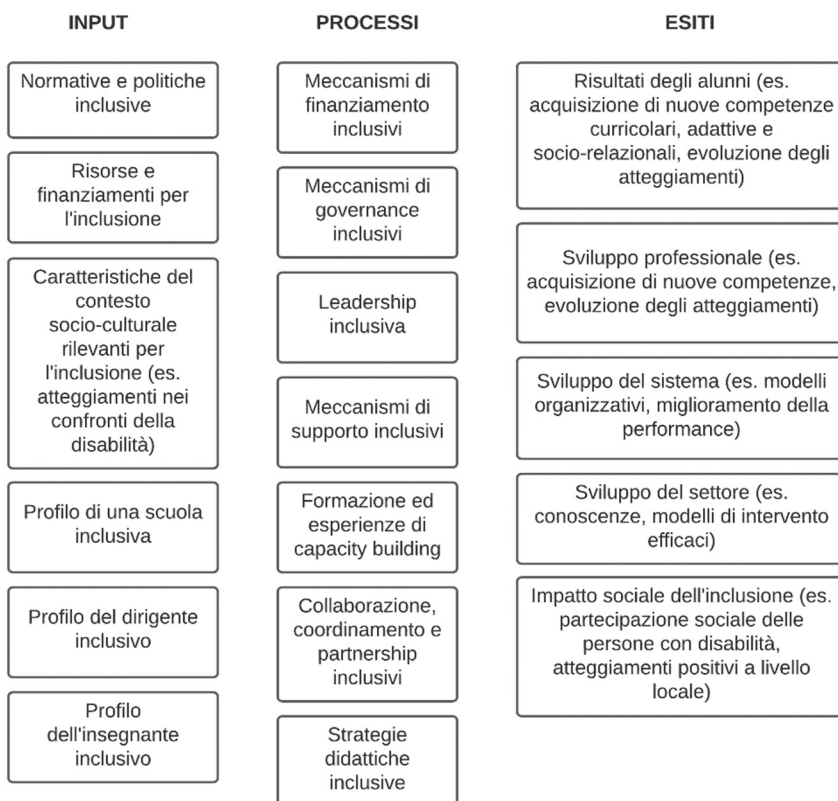 INPUT
Normative e politiche
inclusive
Risorse e
finanziamenti per
l'inclusione
Caratteristiche del
contesto
socio-culturale
rilevanti per
l'inclusione (es.
atteggiamenti nei
confronti della
disabilità)
Profilo di una scuola
inclusiva
Profilo del dirigente
inclusivo
Profilo
dell'insegnante
inclusivo
PROCESSI
Meccanismi di
finanziamento
inclusivi
Meccanismi di
governance
inclusivi
Leadership
inclusiva
Meccanismi di
supporto inclusivi
Formazione ed
esperienze di
capacity building
Collaborazione,
coordinamento e
partnership
inclusivi
Strategie
didattiche
inclusive
ESITI
Risultati degli alunni (es.
acquisizione di nuove competenze
curricolari, adattive e
socio-relazionali, evoluzione degli
atteggiamenti)
Sviluppo professionale (es.
acquisizione di nuove competenze,
evoluzione degli atteggiamenti)
Sviluppo del sistema (es. modelli
organizzativi, miglioramento della
performance)
Sviluppo del settore (es.
conoscenze, modelli di intervento
efficaci)
Impatto sociale dell'inclusione (es.
partecipazione sociale delle
persone con disabilità,
atteggiamenti positivi a livello
locale)